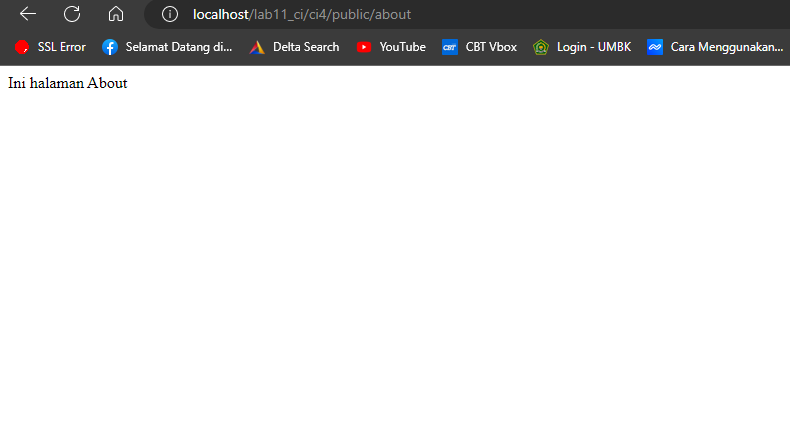 localhost/lab11_ci/ci4/public/about
SSL Error Selamat Datang di... Delta Search YouTube CBT CBT Vbox Login - UMBK Cara Menggunakan...
Ini halaman About